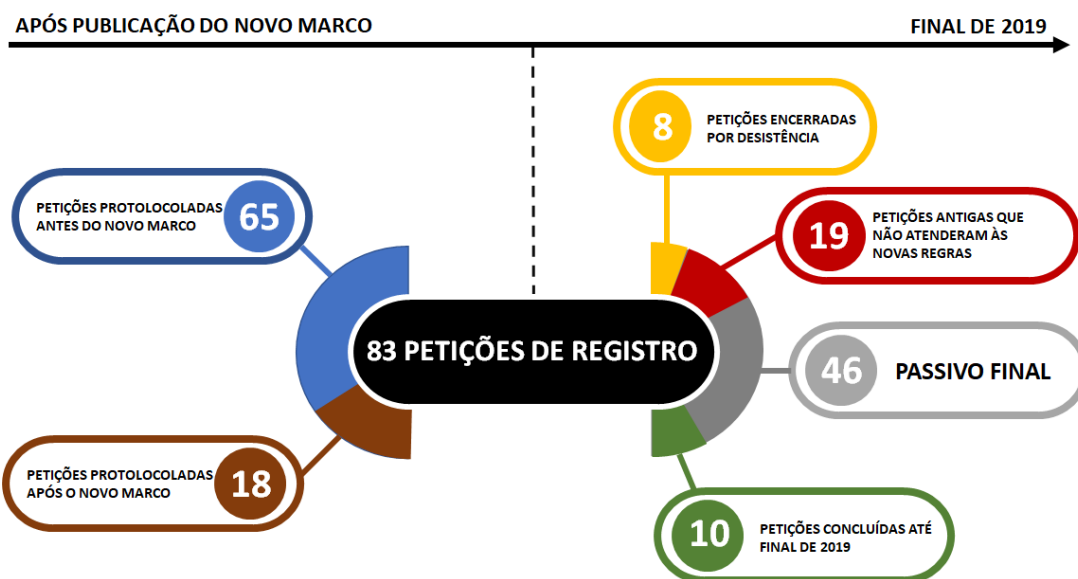 APÓS PUBLICAÇÃO DO NOVO MARCO
FINAL DE 2019
8
PETIÇÕES ENCERRADAS
POR DESISTÊNCIA
PETIÇÕES PROTOLOCOLADAS
ANTES DO NOVO MARCO
65
19
PETIÇÕES ANTIGAS QUE
NÃO ATENDERAM ÀS
NOVAS REGRAS
83 PETIÇÕES DE REGISTRO
46
PASSIVO FINAL
PETIÇÕES PROTOLOCOLADAS
APÓS O NOVO MARCO
18
10
PETIÇÕES CONCLUÍDAS ATÉ
FINAL DE 2019